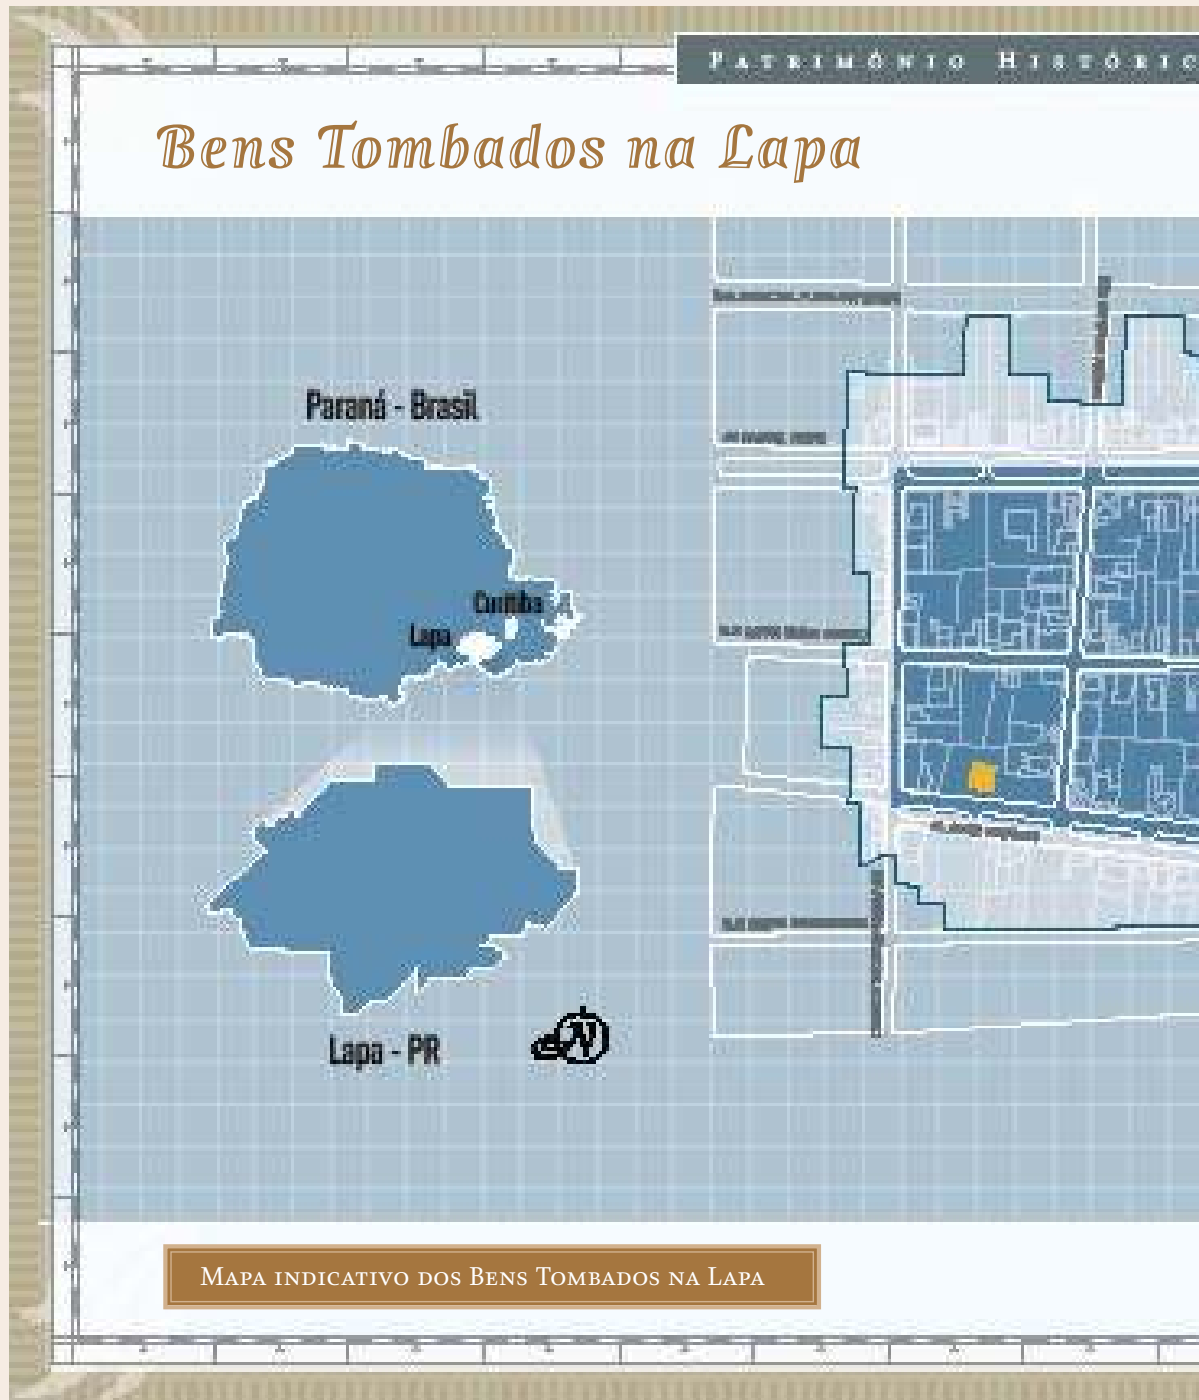 PATRIMÔNIO HISTÓRIC
Bens Tombados na Lapa
Paraná - Brasil
Curitiba
Lapa
Lapa - PR
N
MAPA INDICATIVO DOS BENS TOMBADOS NA LAPA